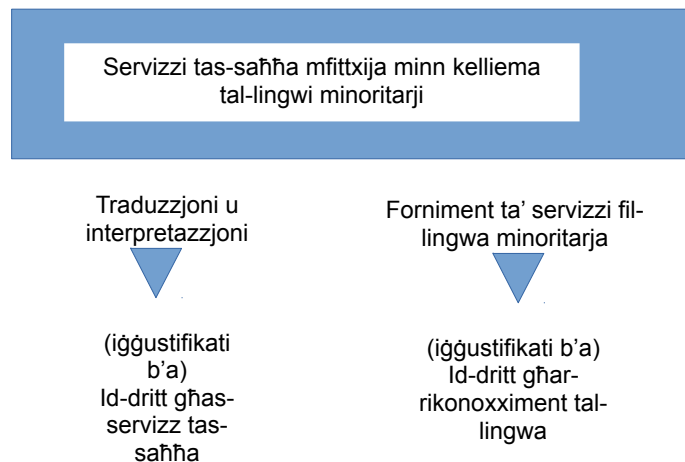 Servizzi tas-saħħa mfittxija minn kelliema
tal-lingwi minoritarji
Traduzzjoni u
interpretazzjoni
(iġġustifikati
b’a)
Id-dritt għas-
servizz tas-
saħħa
Forniment ta’ servizzi fil-
lingwa minoritarja
(iġġustifikati b’a)
Id-dritt għar-
rikonoxximent tal-
lingwa